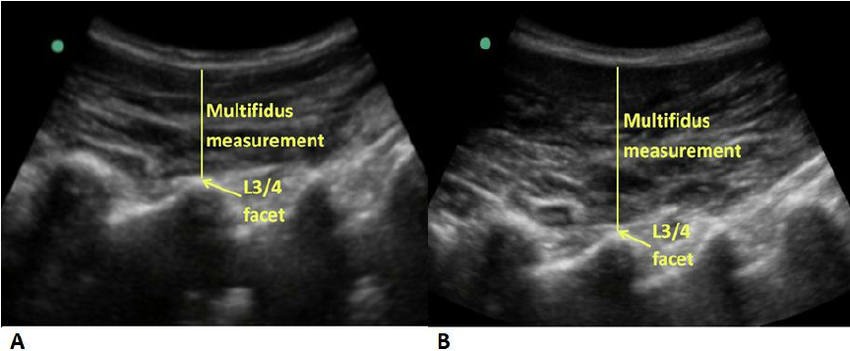 Multifidus
measurement
L3/4
facet
Multifidus
measurement
L3/4
facet
A
B